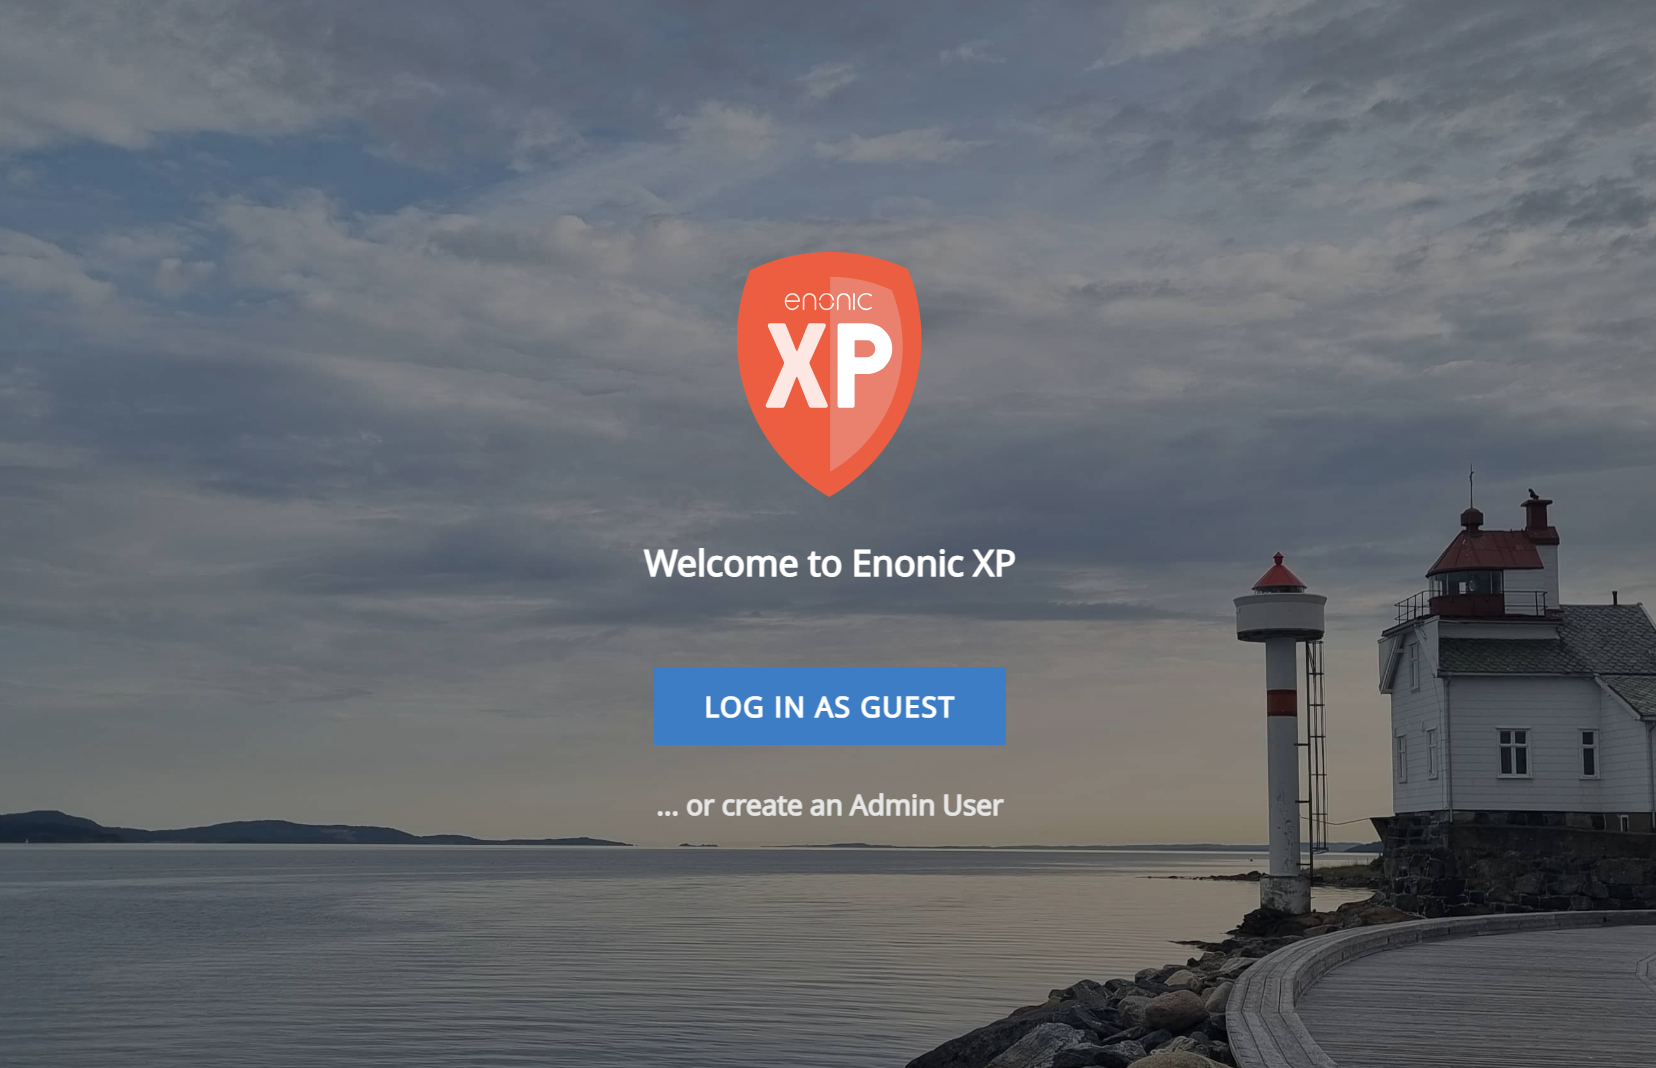 enonic
XP
Welcome to Enonic XP
LOG IN AS GUEST
... or create an Admin User